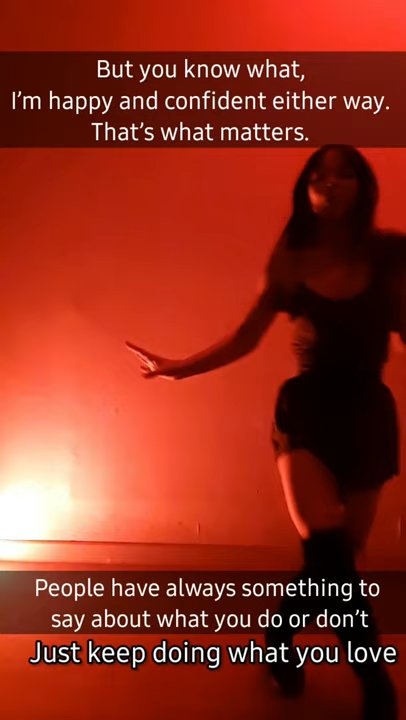 But you know what,
I'm happy and confident either way.
That's what matters.
People have always something to
say about what you do or don't
Just keep doing what you love